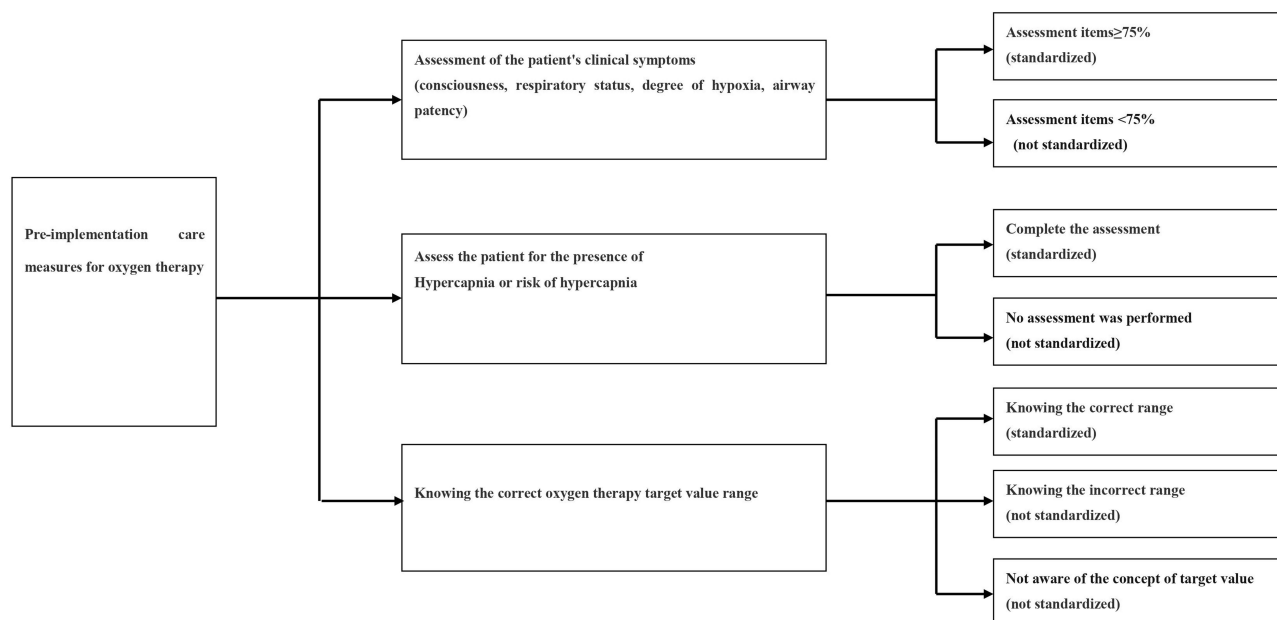 Pre-implementation care
measures for oxygen therapy
Assessment of the patient's clinical symptoms
(consciousness, respiratory status, degree of hypoxia, airway
patency)
Assessment items≥75%
(standardized)
Assessment items <75%
(not standardized)
Assess the patient for the presence of
Hypercapnia or risk of hypercapnia
Complete the assessment
(standardized)
No assessment was performed
(not standardized)
Knowing the correct oxygen therapy target value range
Knowing the correct range
(standardized)
Knowing the incorrect range
(not standardized)
Not aware of the concept of target value
(not standardized)